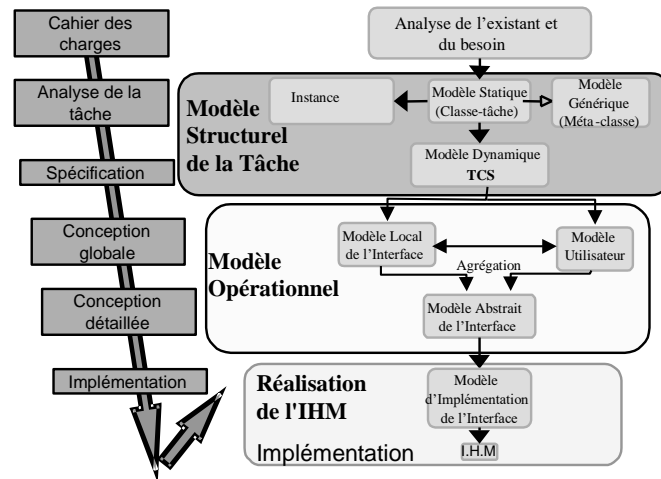 Cahier des
charges
Analyse de la
tâche
Spécification
Conception
globale
Conception
détaillée
Implémentation
Analyse de l'existant et
du besoin
Modèle
Structurel
de la Tâche
Instance
Modèle Statique
(Classe-tâche)
Modèle
Générique
(Méta-classe)
Modèle Dynamique
TCS
Modèle
Opérationnel
Modèle Local
de l'Interface
Modèle
Utilisateur
Agrégation
Modèle Abstrait
de l'Interface
Réalisation
de l'IHM
Modèle
d'Implémentation
de l'Interface
Implémentation
I.H.M